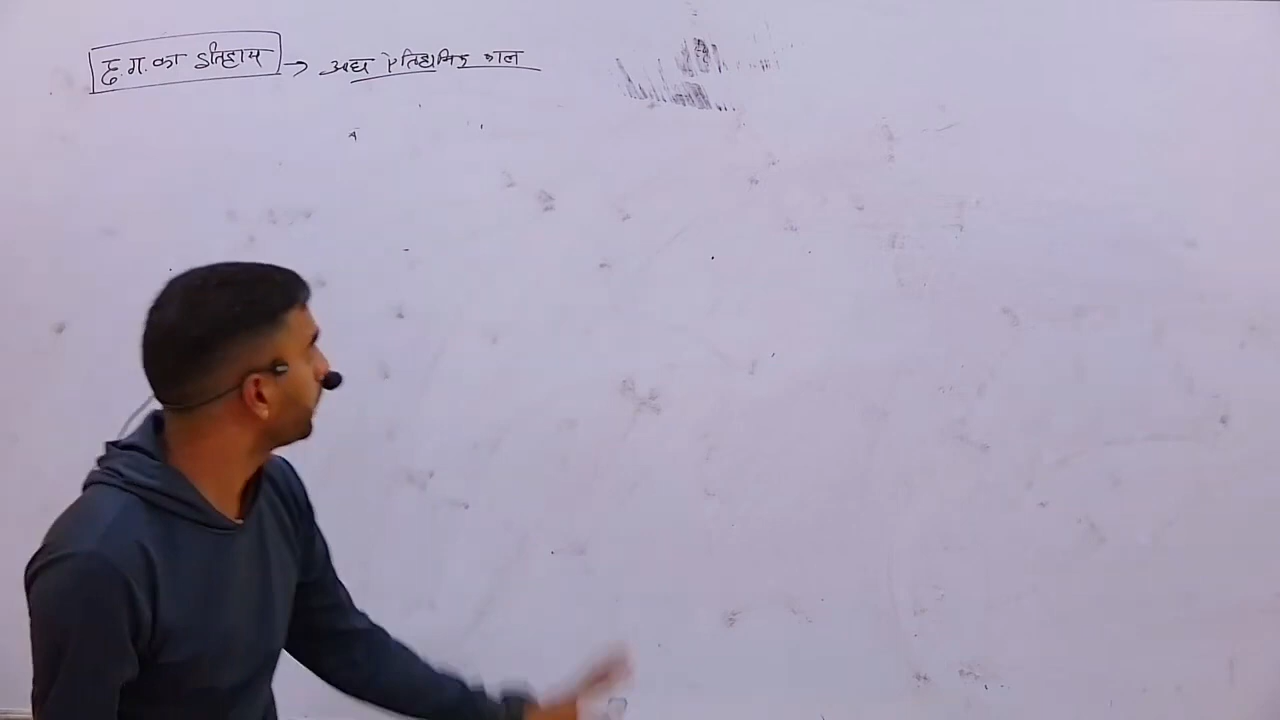 इ.ग.का इतिहास → आद्य ऐतिहासिक काल